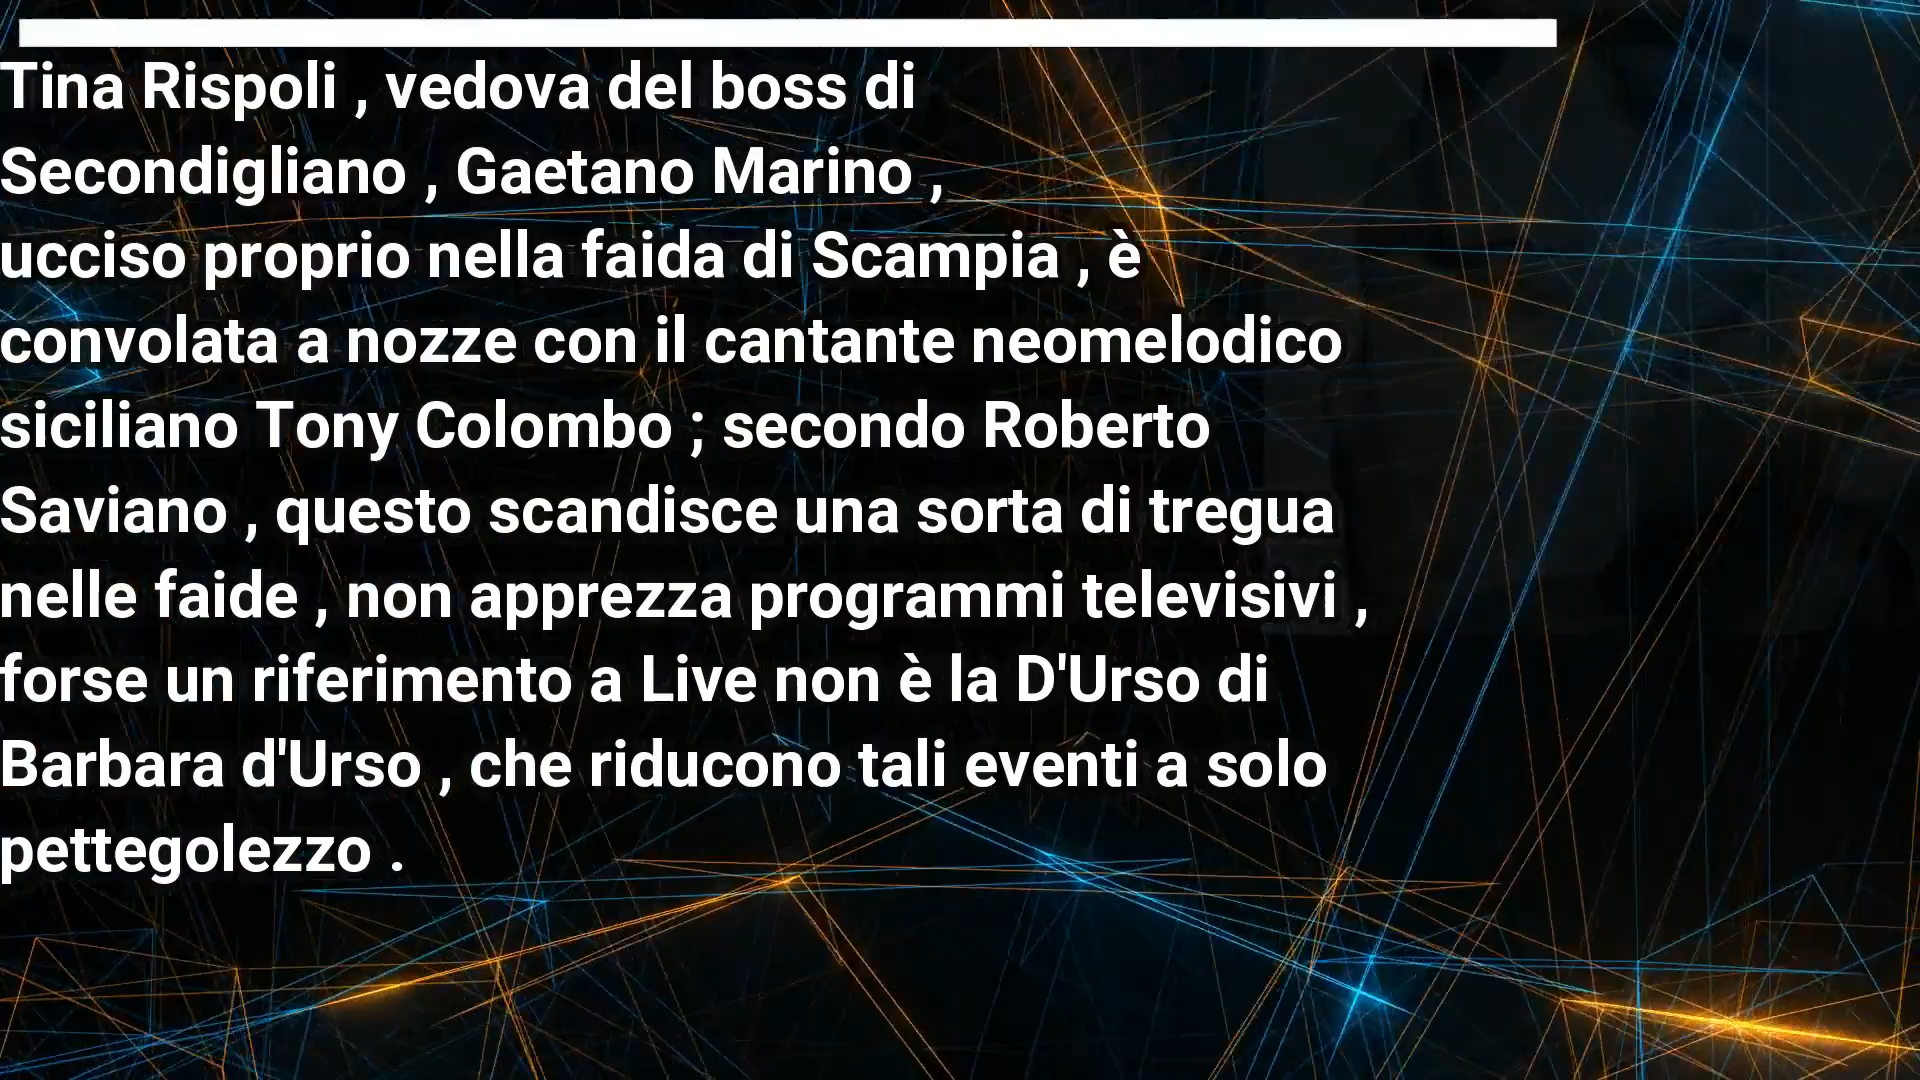 Tina Rispoli , vedova del boss di
Secondigliano , Gaetano Marino ,
ucciso proprio nella faida di Scampia , è
convolata a nozze con il cantante neomelodico
siciliano Tony Colombo ; secondo Roberto
Saviano , questo scandisce una sorta di tregua
nelle faide , non apprezza programmi televisivi ,
forse un riferimento a Live non è la D'Urso di
Barbara d'Urso , che riducono tali eventi a solo
pettegolezzo .